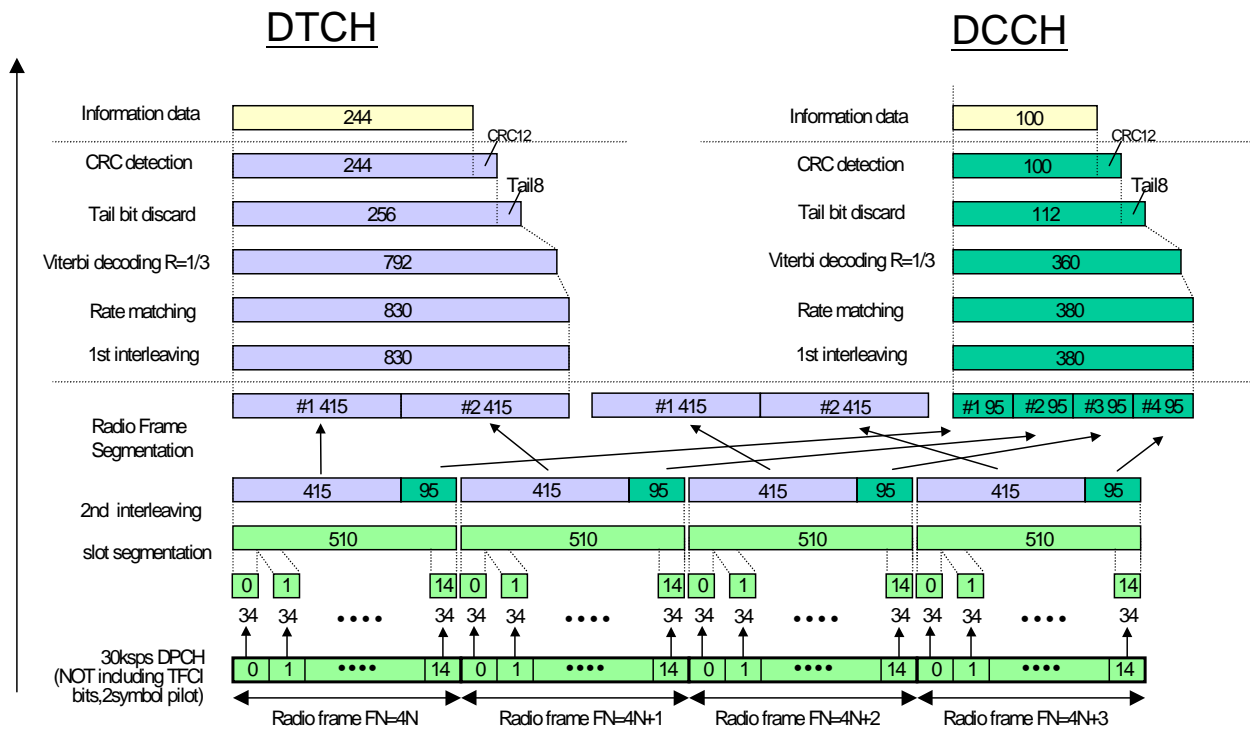 DTCH DCCH
Information data 244 Information data 100
CRC12 CRC12
CRC detection 244 CRC detection 100
Tail8 Tail8
Tail bit discard 256 Tail bit discard 112
Viterbi decoding R=1/3 792 Viterbi decoding R=1/3 360
Rate matching 830 Rate matching 380
1st interleaving 830 1st interleaving 380
#1 415 #2 415 #1 415 #2 415 #1 95 #2 95 #3 95 #4 95
Radio Frame
Segmentation
415 95 415 95 415 95 415 95
2nd interleaving
slot segmentation 510 510 510 510
0 1 14 0 1 14 0 1 14 0 1 14
34 34 •••• 34 34 34 •••• 34 34 34 •••• 34 34 34 •••• 34
30ksps DPCH
(NOT including TFCI
bits,2symbol pilot)
0 1 •••• 14 0 1 •••• 14 0 1 •••• 14 0 1 •••• 14
Radio frame FN=4N Radio frame FN=4N+1 Radio frame FN=4N+2 Radio frame FN=4N+3